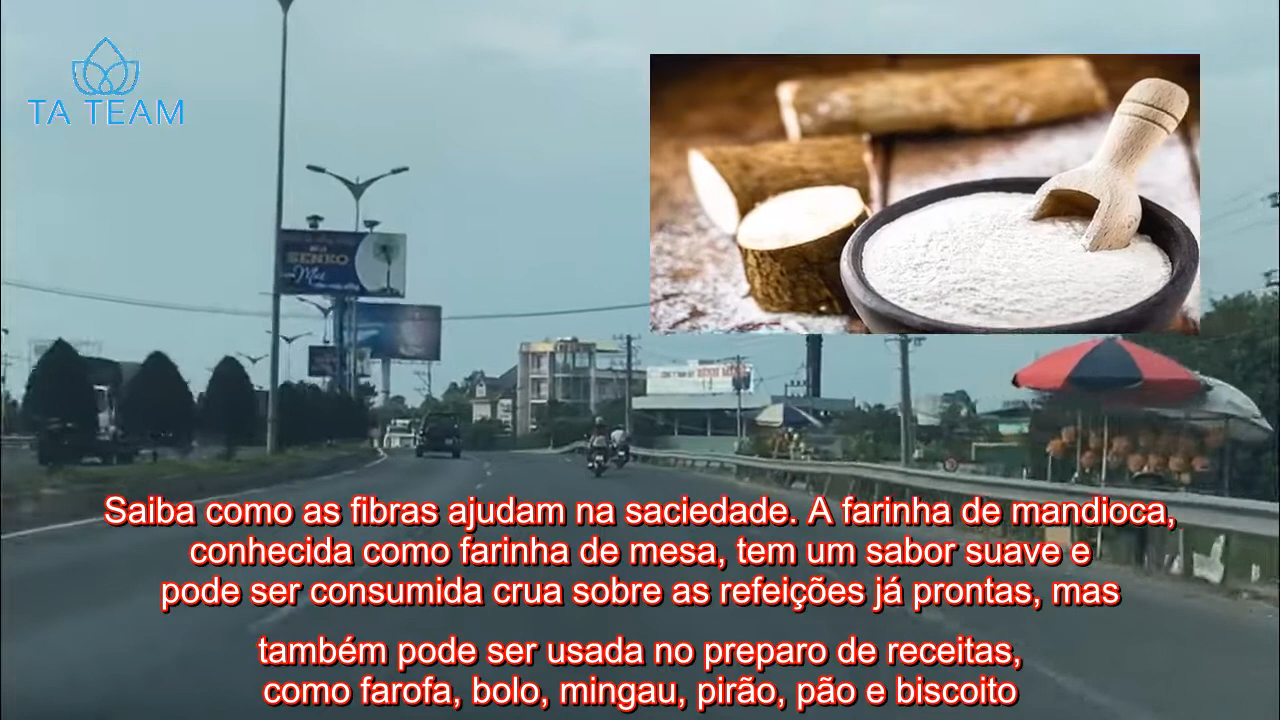 TA TEAM
SENKO
Saiba como as fibras ajudam na saciedade. A farinha de mandioca,
conhecida como farinha de mesa, tem um sabor suave e
pode ser consumida crua sobre as refeições já prontas, mas
também pode ser usada no preparo de receitas,
como farofa, bolo, mingau, pirão, pão e biscoito